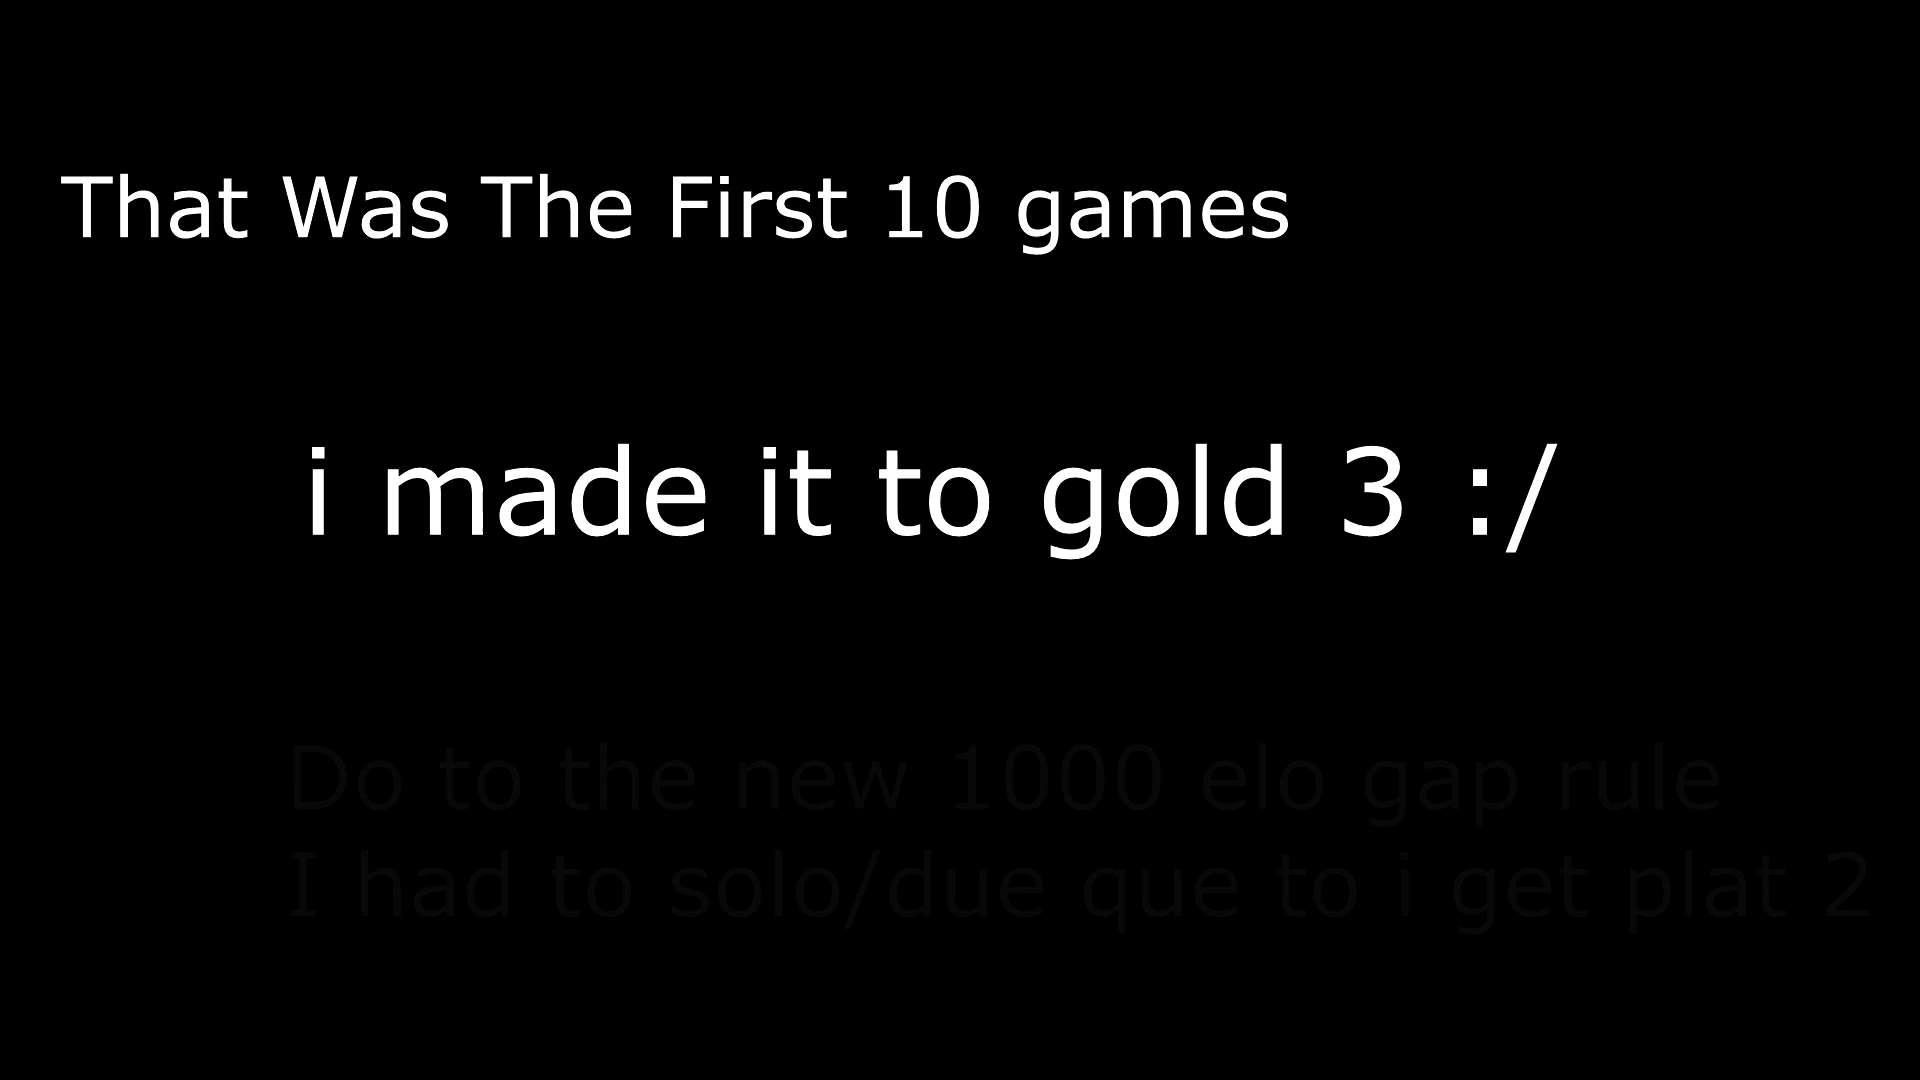 That Was The First 10 games
i made it to gold 3 :/
Do to the new 1000 elo gap rule
I had to solo/due que to i get plat 2